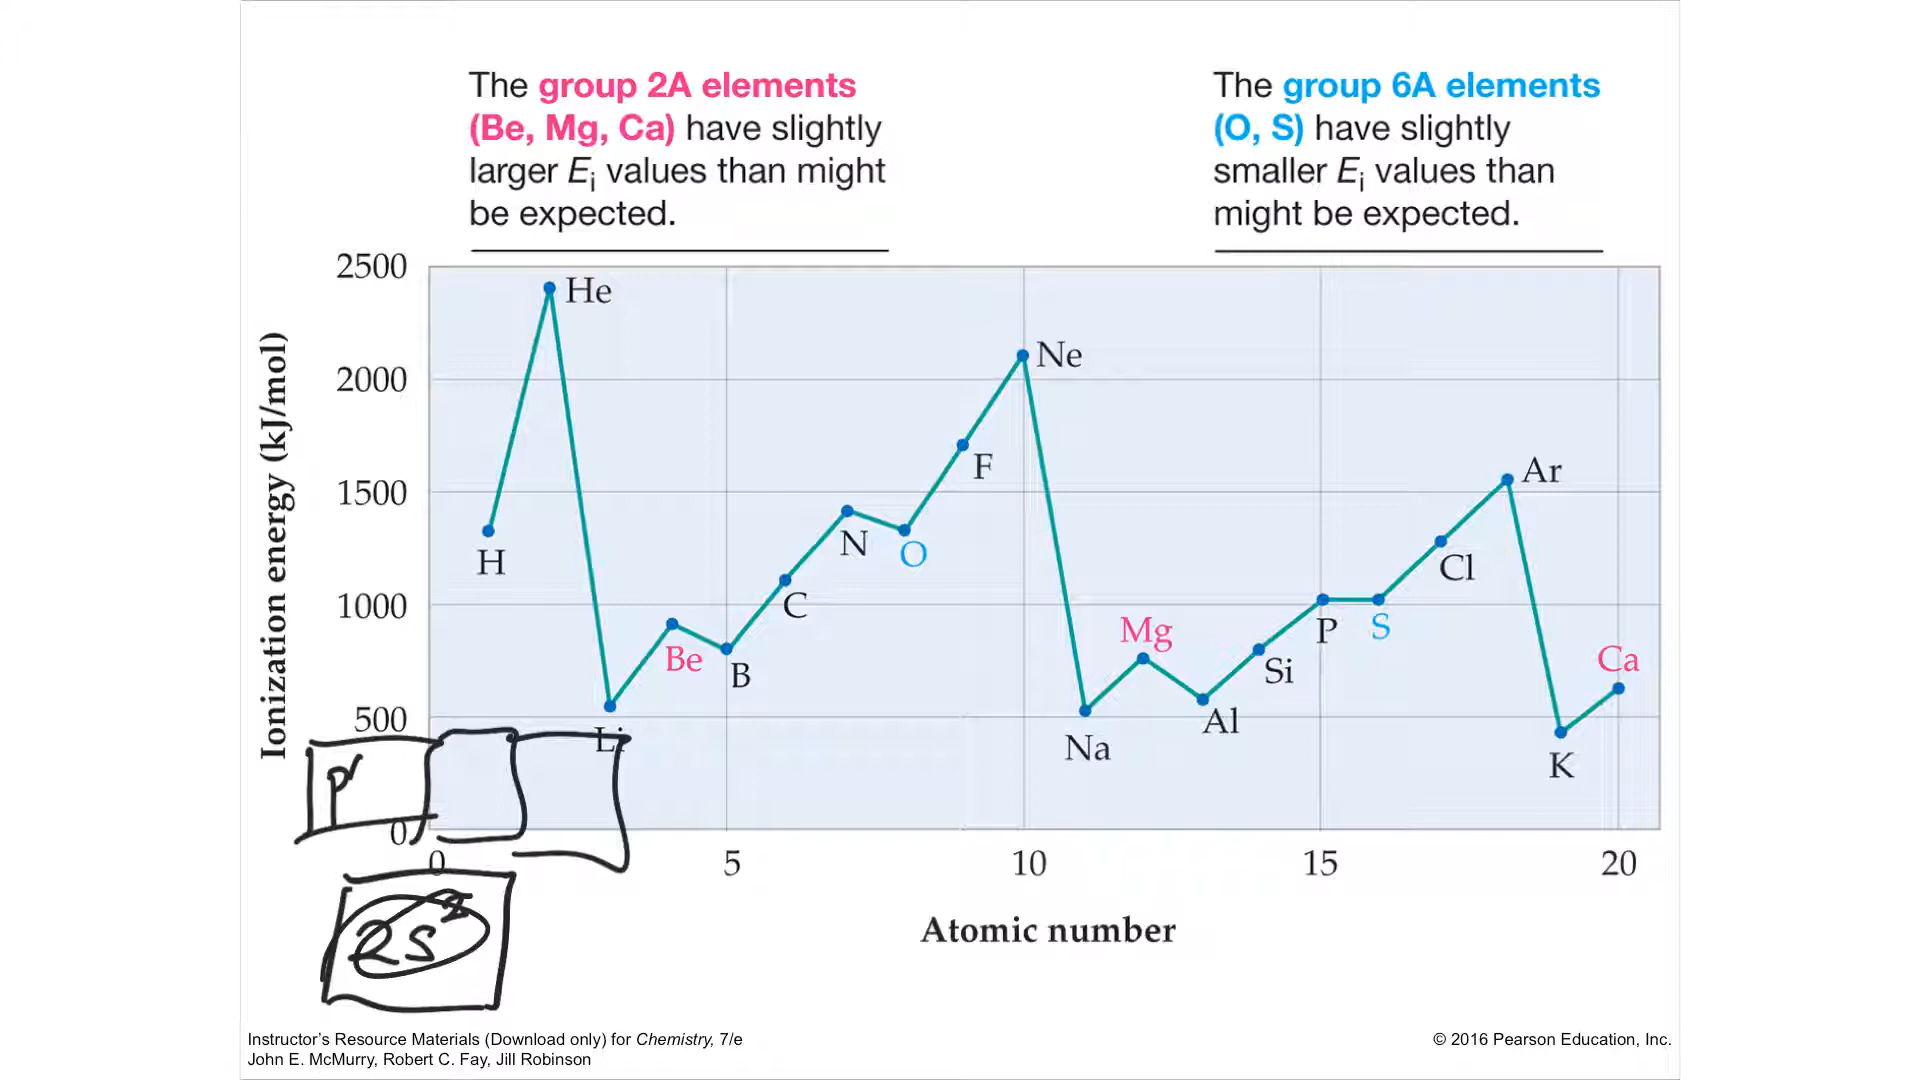 The group 2A elements
(Be, Mg, Ca) have slightly
larger Ei values than might
be expected.
The group 6A elements
(O, S) have slightly
smaller Ei values than
might be expected.
Ionization energy (kJ/mol)
2500
2000
1500
1000
500
0
H
He
Li
Be
B
C
N
O
F
Ne
Na
Mg
Al
Si
P
S
Cl
Ar
K
Ca
0
5
10
15
20
Atomic number
2s²
Instructor's Resource Materials (Download only) for Chemistry, 7/e
John E. McMurry, Robert C. Fay, Jill Robinson
© 2016 Pearson Education, Inc.